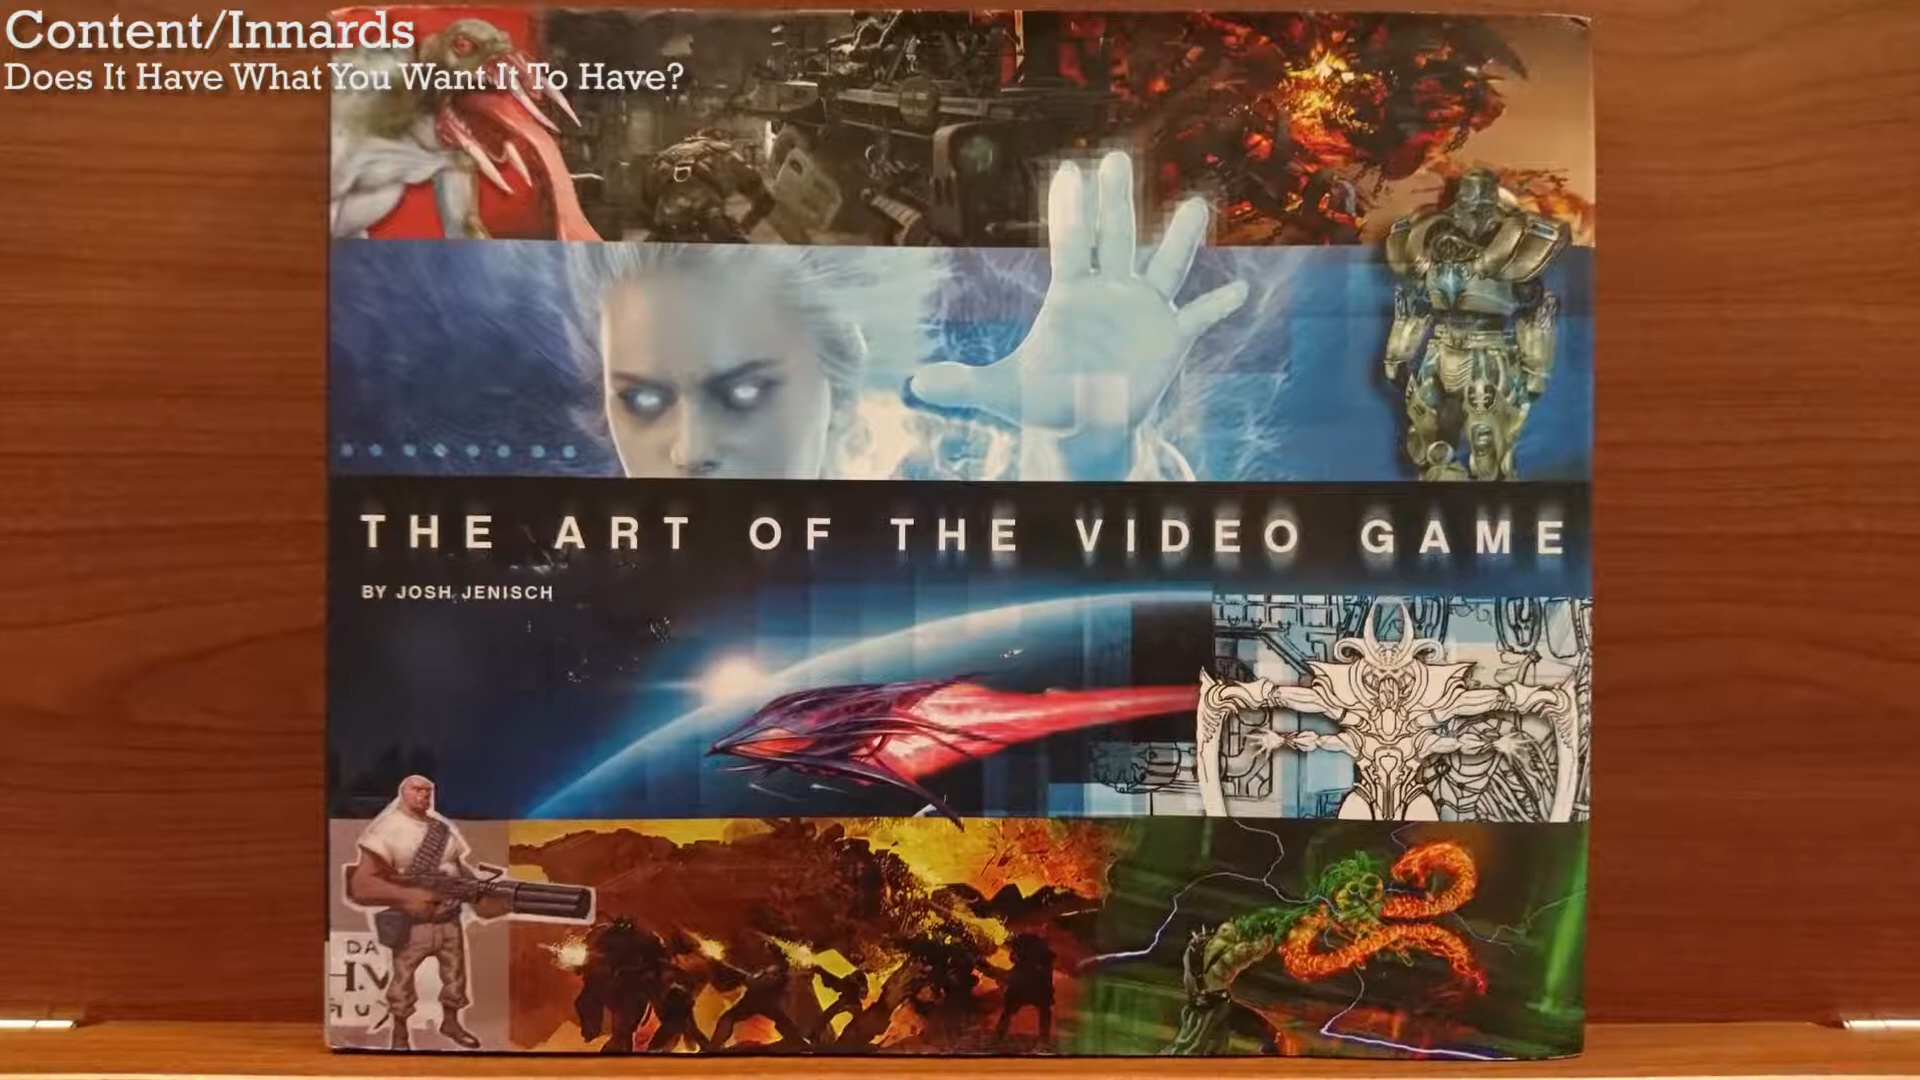 Content/Innards
Does It Have What You Want It To Have?
THE ART OF THE VIDEO GAME
BY JOSH JENISCH